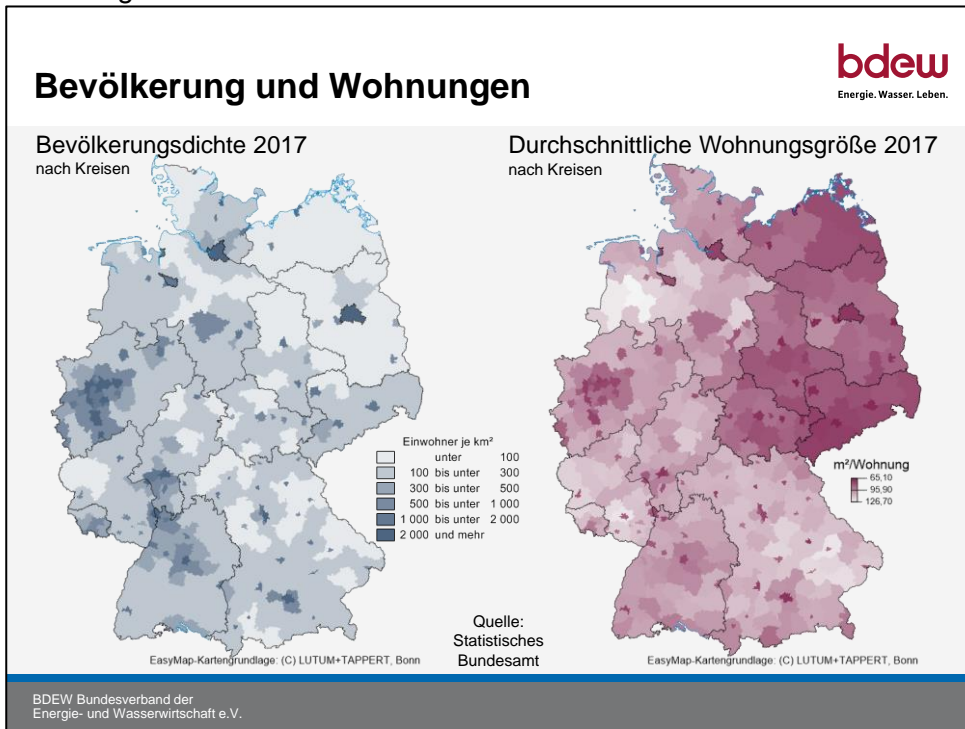 Bevölkerung und Wohnungen
bdew
Energie. Wasser. Leben.
Bevölkerungsdichte 2017
nach Kreisen
Durchschnittliche Wohnungsgröße 2017
nach Kreisen
Einwohner je km²
unter 100
100 bis unter 300
300 bis unter 500
500 bis unter 1 000
1 000 bis unter 2 000
2 000 und mehr
m²/Wohnung
65,10
95,90
126,70
Quelle:
Statistisches
Bundesamt
EasyMap-Kartengrundlage: (C) LUTUM+TAPPERT, Bonn
EasyMap-Kartengrundlage: (C) LUTUM+TAPPERT, Bonn
BDEW Bundesverband der
Energie- und Wasserwirtschaft e.V.